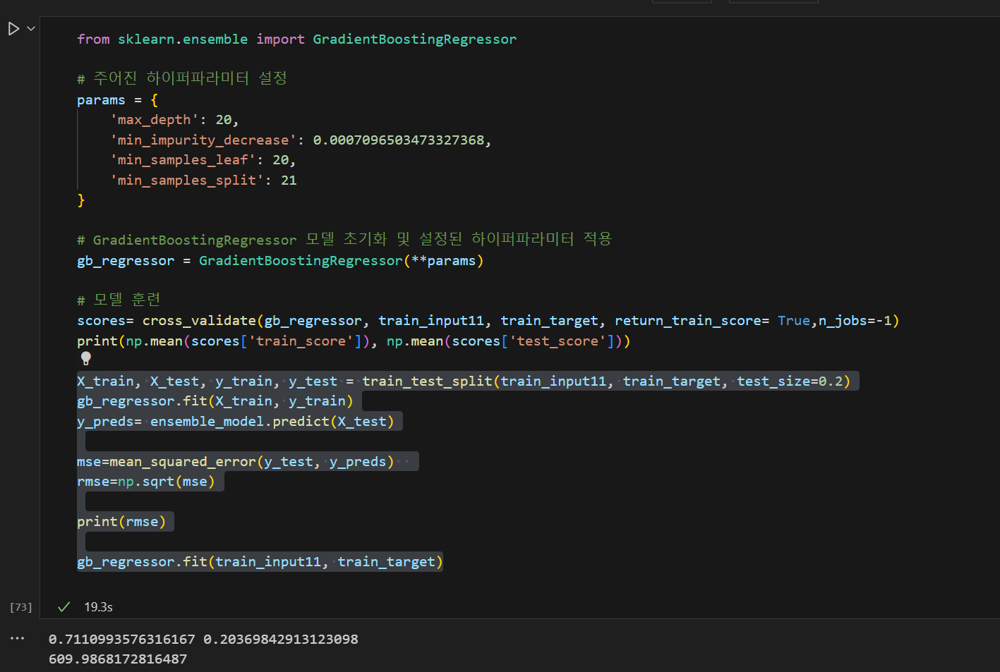 from sklearn.ensemble import GradientBoostingRegressor
# 주어진 하이퍼파라미터 설정
params = {
'max_depth': 20,
'min_impurity_decrease': 0.0007096503473327368,
'min_samples_leaf': 20,
'min_samples_split': 21
}
# GradientBoostingRegressor 모델 초기화 및 설정된 하이퍼파라미터 적용
gb_regressor = GradientBoostingRegressor(**params)
# 모델 훈련
scores= cross_validate(gb_regressor, train_input11, train_target, return_train_score= True,n_jobs=-1)
print(np.mean(scores['train_score']), np.mean(scores['test_score']))
X_train, X_test, y_train, y_test = train_test_split(train_input11, train_target, test_size=0.2)
gb_regressor.fit(X_train, y_train)
y_preds= ensemble_model.predict(X_test)
mse=mean_squared_error(y_test, y_preds)
rmse=np.sqrt(mse)
print(rmse)
gb_regressor.fit(train_input11, train_target)
[73] 19.3s
0.7110993576316167 0.20369842913123098
609.9868172816487